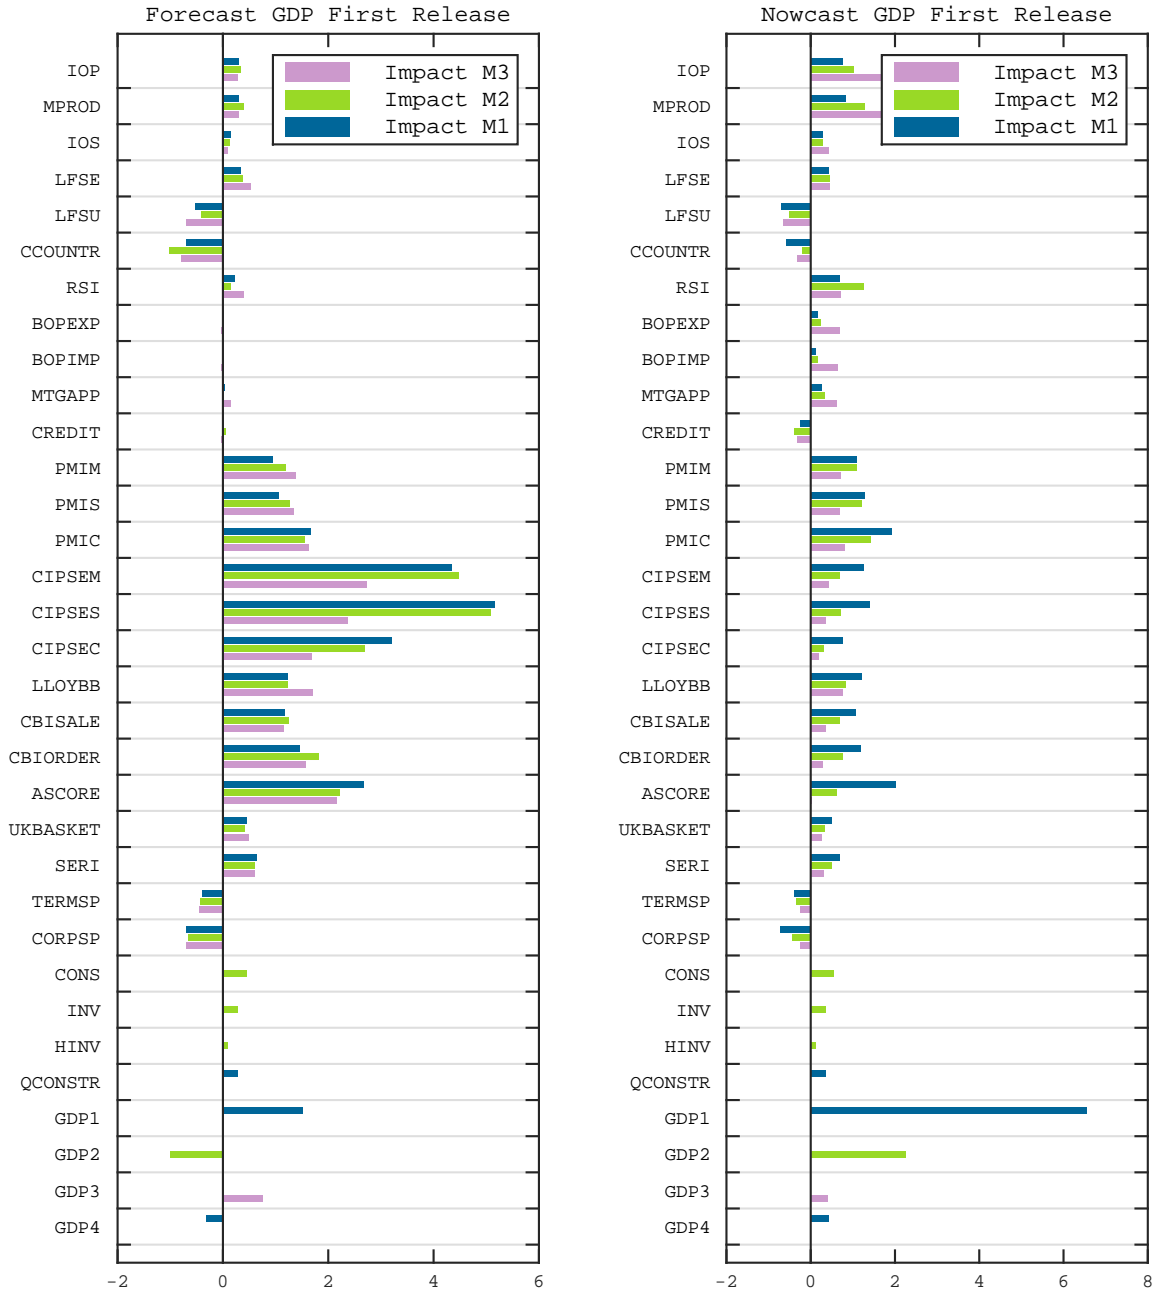 Forecast GDP First Release
IOP
MPROD
IOS
LFSE
LFSU
CCOUNTR
RSI
BOPEXP
BOPIMP
MTGAPP
CREDIT
PMIM
PMIS
PMIC
CIPSEM
CIPSES
CIPSEC
LLOYBB
CBISALE
CBIORDER
ASCORE
UKBASKET
SERI
TERMSP
CORPSP
CONS
INV
HINV
QCONSTR
GDP1
GDP2
GDP3
GDP4
Impact M3
Impact M2
Impact M1
-2 0 2 4 6
Nowcast GDP First Release
IOP
MPROD
IOS
LFSE
LFSU
CCOUNTR
RSI
BOPEXP
BOPIMP
MTGAPP
CREDIT
PMIM
PMIS
PMIC
CIPSEM
CIPSES
CIPSEC
LLOYBB
CBISALE
CBIORDER
ASCORE
UKBASKET
SERI
TERMSP
CORPSP
CONS
INV
HINV
QCONSTR
GDP1
GDP2
GDP3
GDP4
Impact M3
Impact M2
Impact M1
-2 0 2 4 6 8